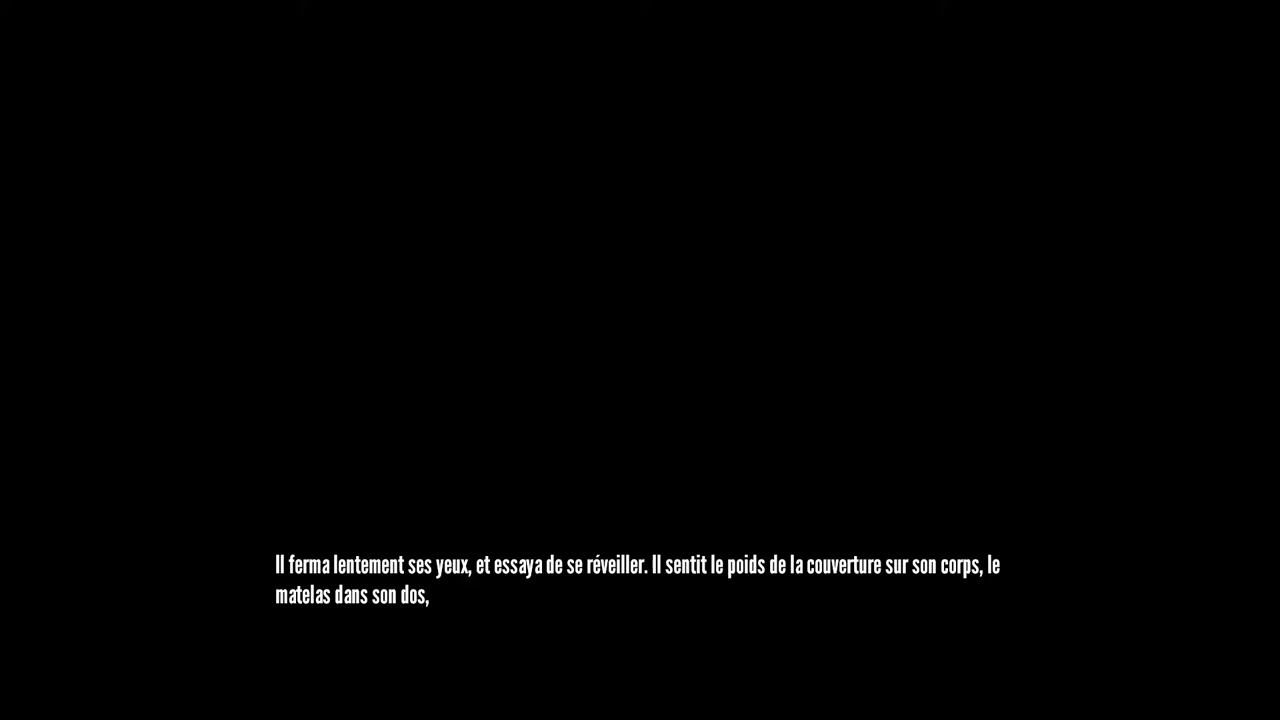 Il ferma lentement ses yeux, et essaya de se réveiller. Il sentit le poids de la couverture sur son corps, le
matelas dans son dos,